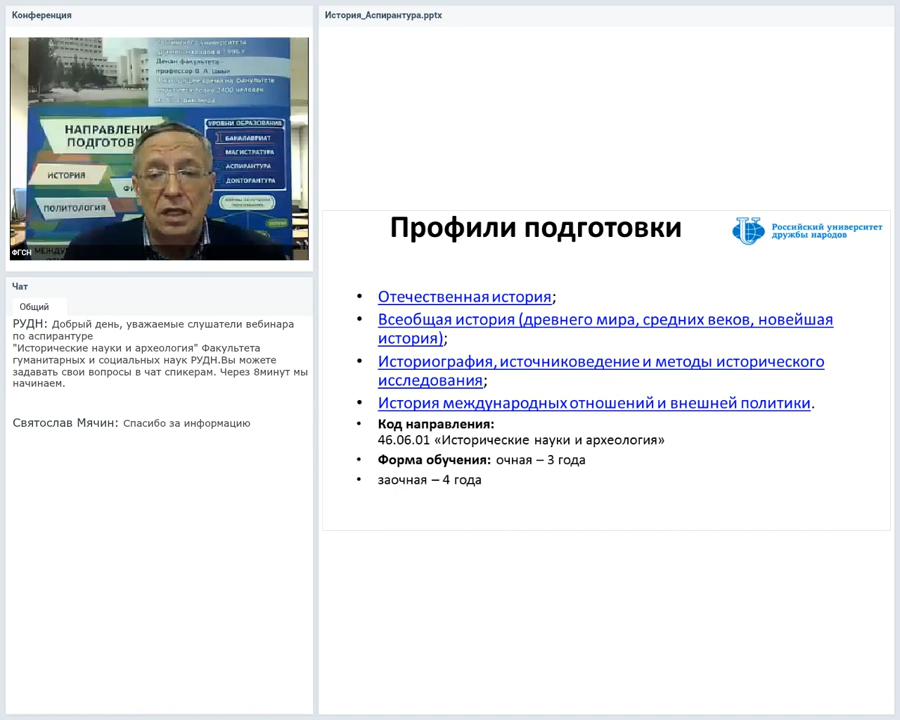 Конференция
Декан факультета -
НАПРАВЛЕНИ
ПОДГОТОВ
ИСТОРИЯ
ПОЛИТОЛОГИЯ
УРОВНИ ОБРАЗОВАНИЯ
БАКАЛАВРИАТ
МАГИСТРАТУРА
АСПИРАНТУРА
ДОКТОРАНТУРА
ФГСН
Чат
Общий
РУДН: Добрый день, уважаемые слушатели вебинара
по аспирантуре
"Исторические науки и археология" Факультета
гуманитарных и социальных наук РУДН.Вы можете
задавать свои вопросы в чат спикерам. Через 8минут мы
начинаем.
Святослав Мячин: Спасибо за информацию
История_Аспирантура.pptx
Профили подготовки
Российский университет
дружбы народов
• Отечественная история;
• Всеобщая история (древнего мира, средних веков, новейшая
история);
• Историография, источниковедение и методы исторического
исследования;
• История международных отношений и внешней политики.
• Код направления:
46.06.01 «Исторические науки и археология»
• Форма обучения: очная – 3 года
• заочная – 4 года